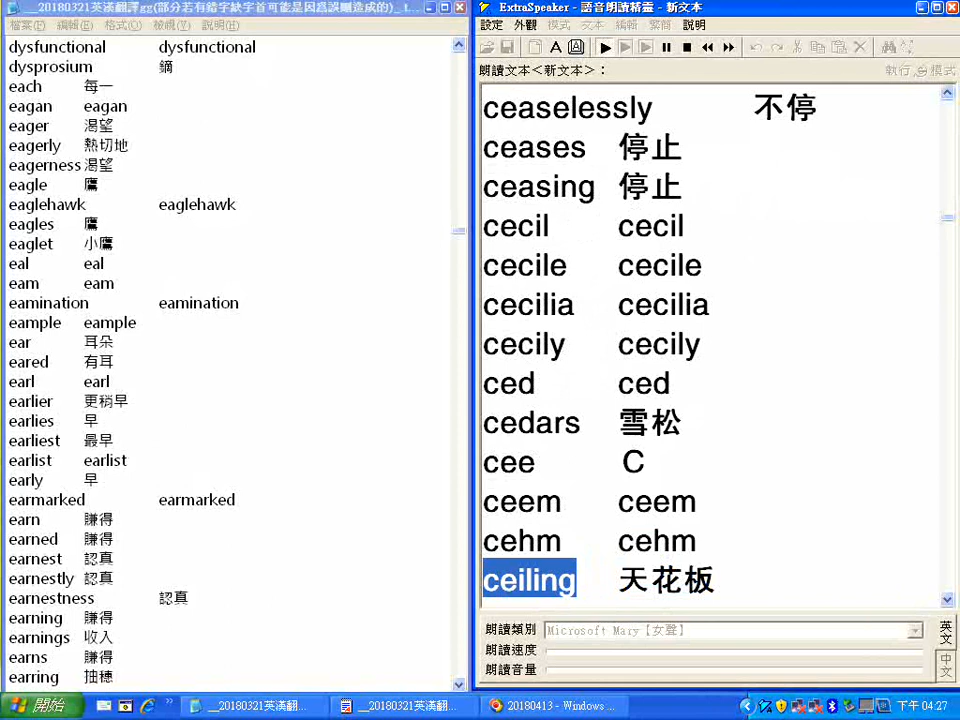 __20180321英漢翻譯gg(部分若有錯字缺字首可能是因爲誤刪造成的)_ t...
檔案(F) 編輯(E) 格式(O) 檢視(V) 說明(H)
dysfunctional dysfunctional
dysprosium 鏑
each 每一
eagan eagan
eager 渴望
eagerly 熱切地
eagerness 渴望
eagle 鷹
eaglehawk eaglehawk
eagles 鷹
eaglet 小鷹
eal eal
eam eam
eamination eamination
eample eample
ear 耳朵
eared 有耳
earl earl
earlier 更稍早
earlies 早
earliest 最早
earlist earlist
early 早
earmarked earmarked
earn 賺得
earned 賺得
earnest 認真
earnestly 認真
earnestness 認真
earning 賺得
earnings 收入
earns 賺得
earring 抽穗
ExtraSpeaker - 語音朗讀精靈 - 新文本
設定 外觀 模式 文本 編輯 繁簡 說明
朗讀文本<新文本>： 執行模式
ceaselessly 不停
ceases 停止
ceasing 停止
cecil cecil
cecile cecile
cecilia cecilia
cecily cecily
ced ced
cedars 雪松
cee C
ceem ceem
cehm cehm
ceiling 天花板
朗讀類別 Microsoft Mary【女聲】
朗讀速度
朗讀音量
英文
中文
開始 __20180321英漢翻... __20180321英漢翻... 20180413 - Windows ... 下午 04:27